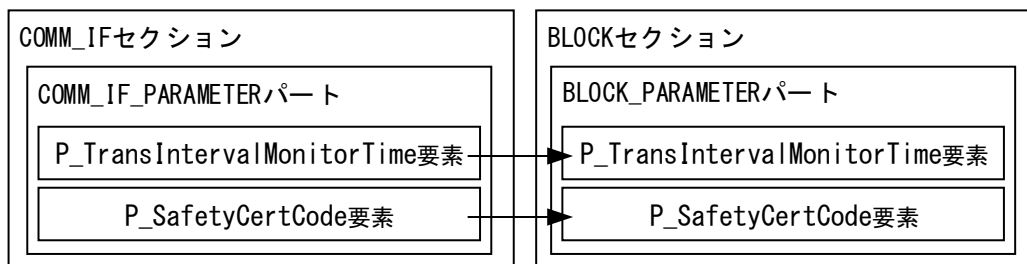 COMM_IFセクション
COMM_IF_PARAMETERパート
P_TransIntervalMonitorTime要素
P_SafetyCertCode要素
BLOCKセクション
BLOCK_PARAMETERパート
P_TransIntervalMonitorTime要素
P_SafetyCertCode要素